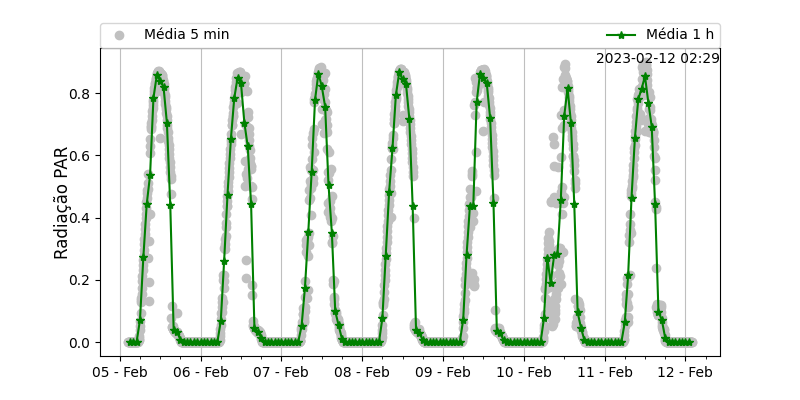 Média 5 min Média 1 h
2023-02-12 02:29
Radiação PAR
0.8
0.6
0.4
0.2
0.0
05 - Feb 06 - Feb 07 - Feb 08 - Feb 09 - Feb 10 - Feb 11 - Feb 12 - Feb